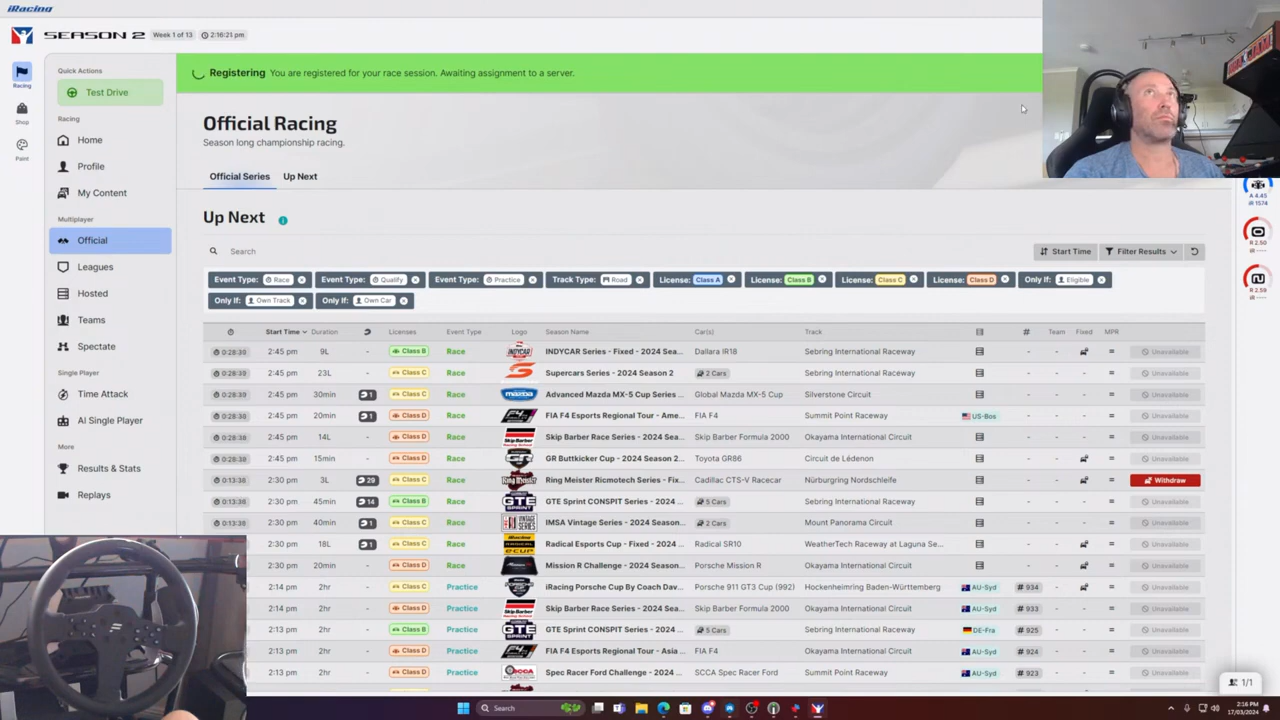 iRacing
SEASON 2 Week 1 of 13 2:16:21 pm
Racing
Shop
Paint
Quick Actions
Test Drive
Racing
Home
Profile
My Content
Multiplayer
Official
Leagues
Hosted
Teams
Spectate
Single Player
Time Attack
AI Single Player
More
Results & Stats
Replays
Registering You are registered for your race session. Awaiting assignment to a server.
Official Racing
Season long championship racing.
Official Series Up Next
Up Next
Search
Start Time Filter Results
Event Type: Race Event Type: Qualify Event Type: Practice Track Type: Road License: Class A License: Class B License: Class C License: Class D Only If: Eligible
Only If: Own Track Only If: Own Car
Start Time Duration Licenses Event Type Logo Season Name Car(s) Track # Team Fixed MPR
0:28:39 2:45 pm 9L - Class B Race INDYCAR Series - Fixed - 2024 Sea... Dallara IR18 Sebring International Raceway - - = Unavailable
0:28:39 2:45 pm 23L - Class C Race Supercars Series - 2024 Season 2 2 Cars Sebring International Raceway - - - = Unavailable
0:28:39 2:45 pm 30min 1 Class C Race Advanced Mazda MX-5 Cup Series ... Global Mazda MX-5 Cup Silverstone Circuit - - - = Unavailable
0:28:38 2:45 pm 20min 1 Class D Race FIA F4 Esports Regional Tour - Ame... FIA F4 Summit Point Raceway US-Bos - - = Unavailable
0:28:38 2:45 pm 14L - Class D Race Skip Barber Race Series - 2024 Sea... Skip Barber Formula 2000 Okayama International Circuit - - - = Unavailable
0:28:38 2:45 pm 15min - Class D Race GR Buttkicker Cup - 2024 Season 2... Toyota GR86 Circuit de Lédenon - - = Unavailable
0:13:36 2:30 pm 3L 29 Class C Race Ring Meister Ricmotech Series - Fix... Cadillac CTS-V Racecar Nürburgring Nordschleife - - = Withdraw
0:13:38 2:30 pm 45min 14 Class B Race GTE Sprint CONSPIT Series - 2024 ... 5 Cars Sebring International Raceway - - - = Unavailable
0:13:38 2:30 pm 40min 1 Class C Race IMSA Vintage Series - 2024 Season... 2 Cars Mount Panorama Circuit - - = Unavailable
2:30 pm 18L 1 Class C Race Radical Esports Cup - Fixed - 2024 ... Radical SR10 WeatherTech Raceway at Laguna Se... - - = Unavailable
2:30 pm 20min - Class D Race Mission R Challenge - 2024 Season... Porsche Mission R Okayama International Circuit - - = Unavailable
2:14 pm 2hr - Class C Practice iRacing Porsche Cup By Coach Dav... Porsche 911 GT3 Cup (992) Hockenheimring Baden-Württemberg AU-Syd # 934 - = Unavailable
2:14 pm 2hr - Class D Practice Skip Barber Race Series - 2024 Sea... Skip Barber Formula 2000 Okayama International Circuit AU-Syd # 933 - - = Unavailable
2:13 pm 2hr - Class B Practice GTE Sprint CONSPIT Series - 2024 ... 5 Cars Sebring International Raceway DE-Fra # 925 - - = Unavailable
2:13 pm 2hr - Class D Practice FIA F4 Esports Regional Tour - Asia ... FIA F4 Okayama International Circuit AU-Syd # 924 - = Unavailable
2:13 pm 2hr - Class D Practice Spec Racer Ford Challenge - 2024 ... SCCA Spec Racer Ford Summit Point Raceway AU-Syd # 923 - = Unavailable
A 4.45
iR 1574
R 2.50
R 2.59
1/1
Search
2:16 PM
17/03/2024